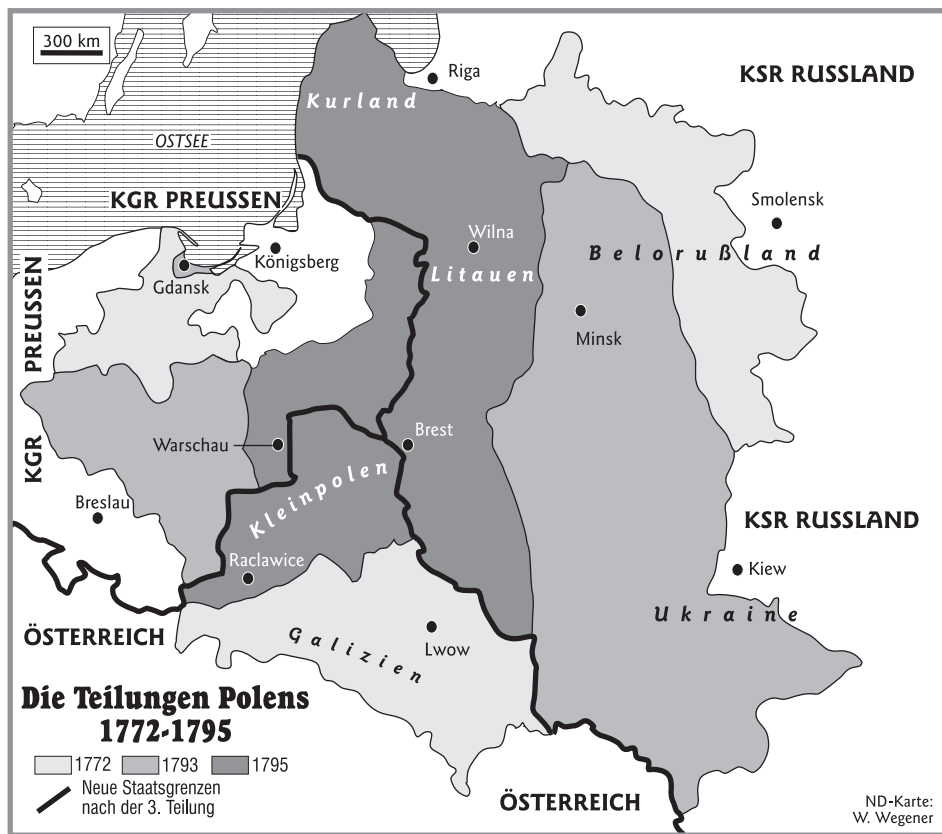 300 km
Riga
KSR RUSSLAND
Kurland
OSTSEE
KGR PREUSSEN
Smolensk
Wilna
Königsberg
Belorußland
Litauen
Gdansk
KGR PREUSSEN
Minsk
Warschau
Brest
Kleinpolen
Breslau
KSR RUSSLAND
Raclawice
Kiew
Ukraine
ÖSTERREICH
Galizien
Lwow
Die Teilungen Polens
1772-1795
1772 1793 1795
Neue Staatsgrenzen
nach der 3. Teilung
ÖSTERREICH
ND-Karte:
W. Wegener